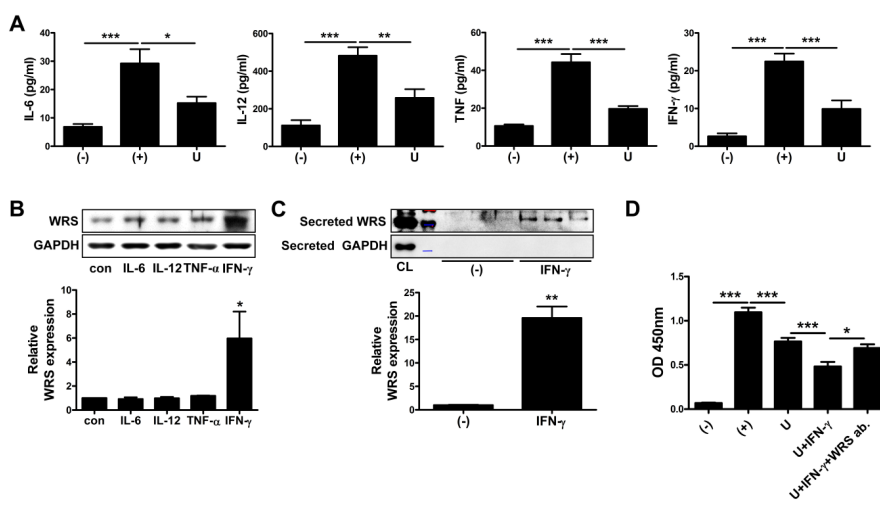 A
IL-6 (pg/ml)
40
30
20
10
0
***
*
(-) (+) U
IL-12 (pg/ml)
600
400
200
0
***
**
(-) (+) U
TNF (pg/ml)
60
40
20
0
***
***
(-) (+) U
IFN-γ (pg/ml)
30
20
10
0
***
***
(-) (+) U
B
WRS
GAPDH
con IL-6 IL-12 TNF-α IFN-γ
Relative
WRS expression
10
8
6
4
2
0
*
con IL-6 IL-12 TNF-α IFN-γ
C
Secreted WRS
Secreted GAPDH
CL (-) IFN-γ
Relative
WRS expression
25
20
15
10
5
0
**
(-) IFN-γ
D
OD 450nm
1.5
1.0
0.5
0.0
***
***
***
*
(-)
(+)
U
U+IFN-γ
U+IFN-γ+WRS ab.